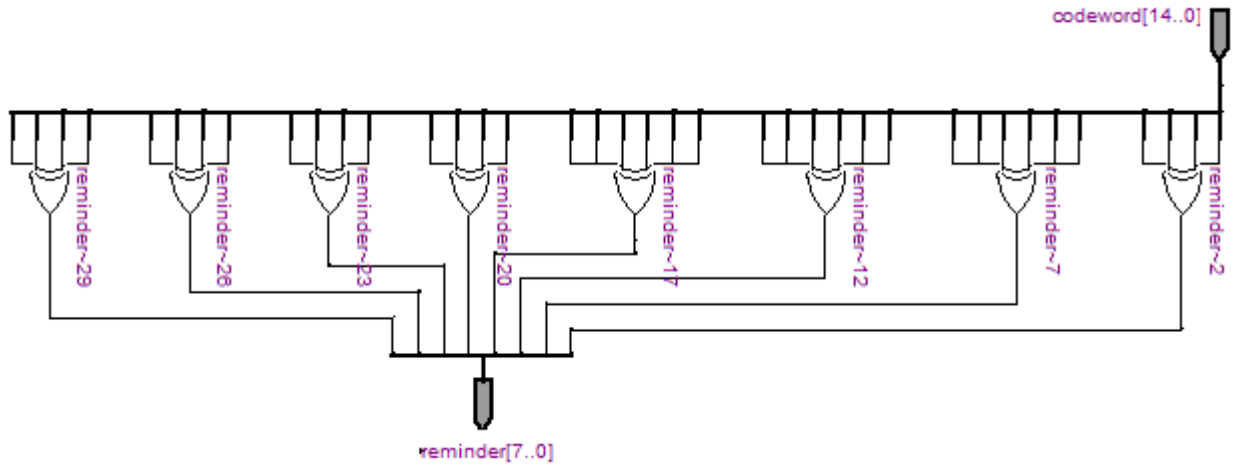 codeword[14..0]
reminder~29
reminder~26
reminder~23
reminder~20
reminder~17
reminder~12
reminder~7
reminder~2
reminder[7..0]